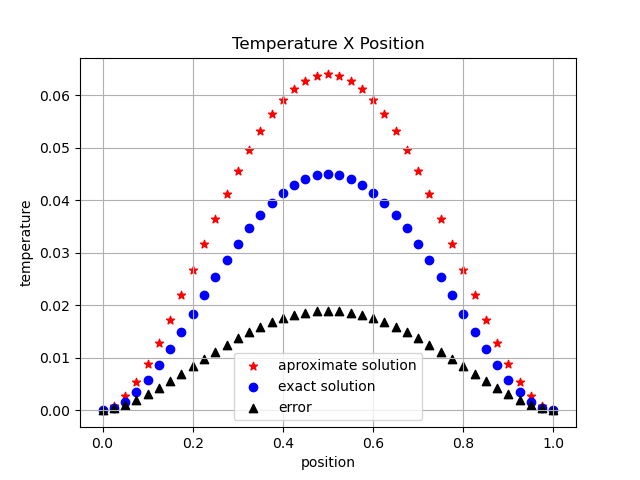 Temperature X Position
0.06
0.05
0.04
0.03
0.02
0.01
0.00
temperature
0.0 0.2 0.4 0.6 0.8 1.0
position
aproximate solution
exact solution
error